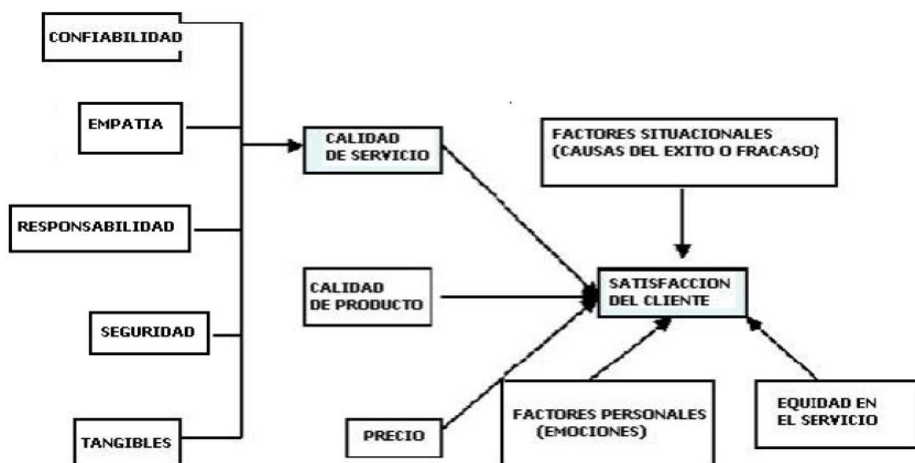 CONFIABILIDAD
EMPATIA
RESPONSABILIDAD
SEGURIDAD
TANGIBLES
CALIDAD
DE SERVICIO
CALIDAD
DE PRODUCTO
PRECIO
FACTORES SITUACIONALES
(CAUSAS DEL EXITO O FRACASO)
SATISFACCION
DEL CLIENTE
FACTORES PERSONALES
(EMOCIONES)
EQUIDAD EN
EL SERVICIO